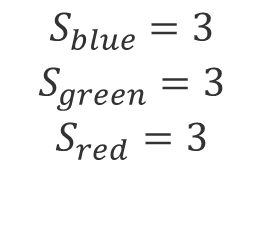 S_blue = 3
S_green = 3
S_red = 3